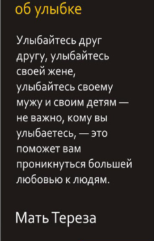 об улыбке
Улыбайтесь друг
другу, улыбайтесь
своей жене,
улыбайтесь своему
мужу и своим детям —
не важно, кому вы
улыбаетесь, — это
поможет вам
проникнуться большей
любовью к людям.
Мать Тереза